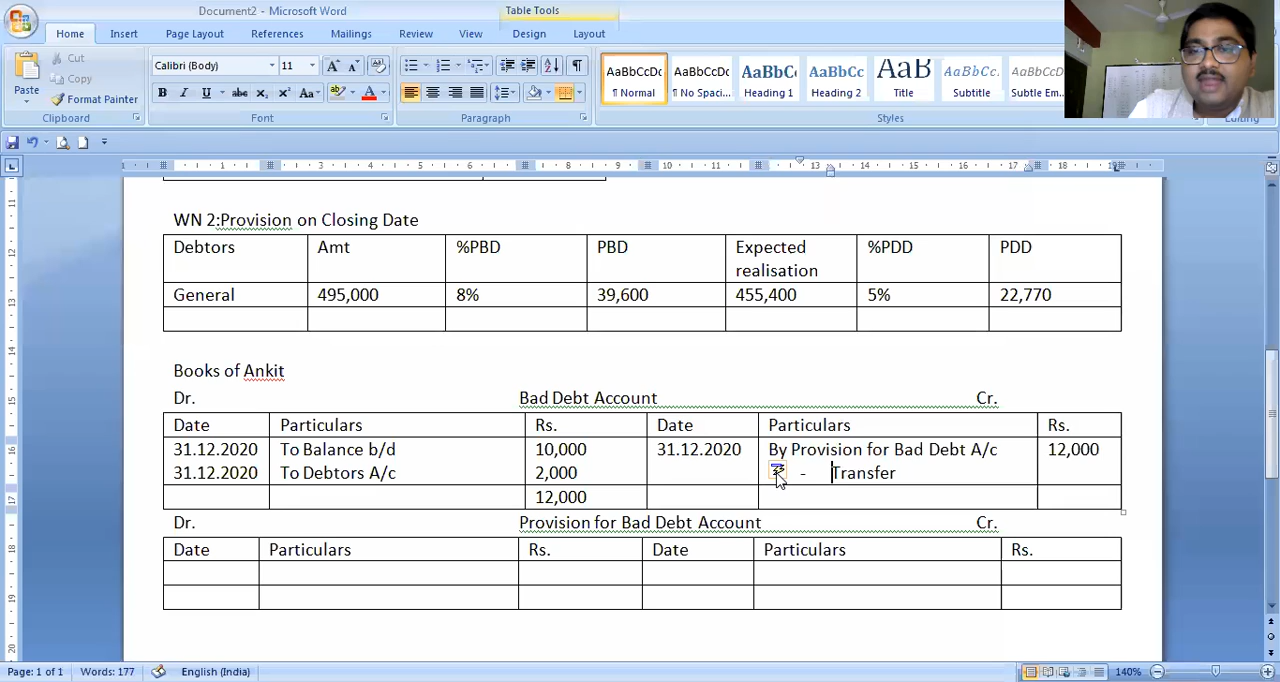 Document2 - Microsoft Word
Table Tools
Home Insert Page Layout References Mailings Review View Design Layout
Paste
Cut
Copy
Format Painter
Clipboard
Calibri (Body) 11
Font
Paragraph
AaBbCcDc AaBbCcDc AaBbC AaBbCc AaB AaBbCc. AaBbCcDc
¶ Normal ¶ No Spaci... Heading 1 Heading 2 Title Subtitle Subtle Em...
Styles
Editing
WN 2:Provision on Closing Date
Debtors Amt %PBD PBD Expected realisation %PDD PDD
General 495,000 8% 39,600 455,400 5% 22,770
Books of Ankit
Dr. Bad Debt Account Cr.
Date Particulars Rs. Date Particulars Rs.
31.12.2020 To Balance b/d 10,000 31.12.2020 By Provision for Bad Debt A/c 12,000
31.12.2020 To Debtors A/c 2,000 - Transfer
12,000
Dr. Provision for Bad Debt Account Cr.
Date Particulars Rs. Date Particulars Rs.
Page: 1 of 1 Words: 177 English (India) 140%